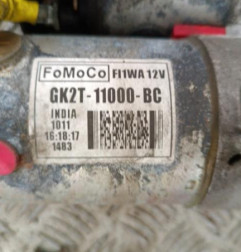 FoMoCo FI1WA 12V
GK2T-11000-BC
INDIA
1011
16:18:17
1483